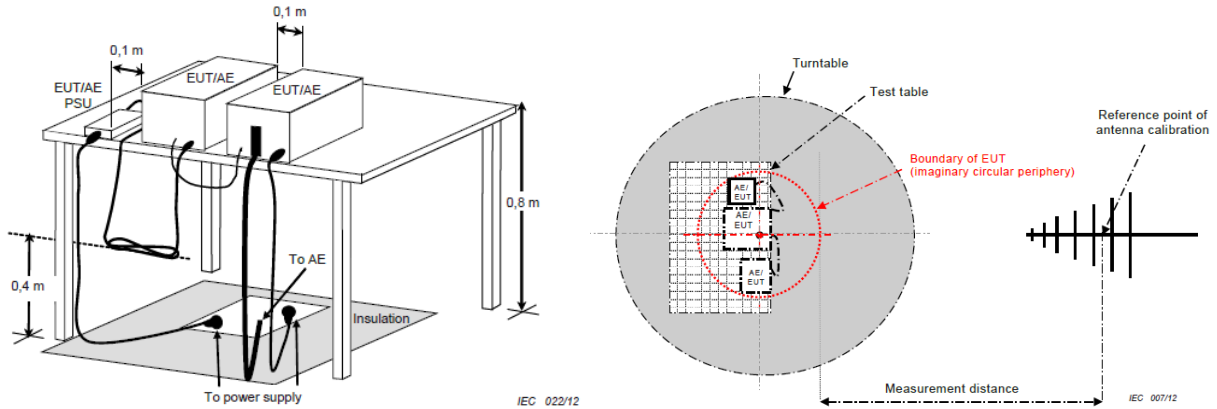 0,1 m
0,1 m
EUT/AE
PSU
EUT/AE
EUT/AE
0,8 m
0,4 m
To AE
Insulation
To power supply
IEC 022/12
Turntable
Test table
Reference point of
antenna calibration
Boundary of EUT
(imaginary circular periphery)
AE/
EUT
AE/
EUT
AE/
EUT
Measurement distance
IEC 007/12